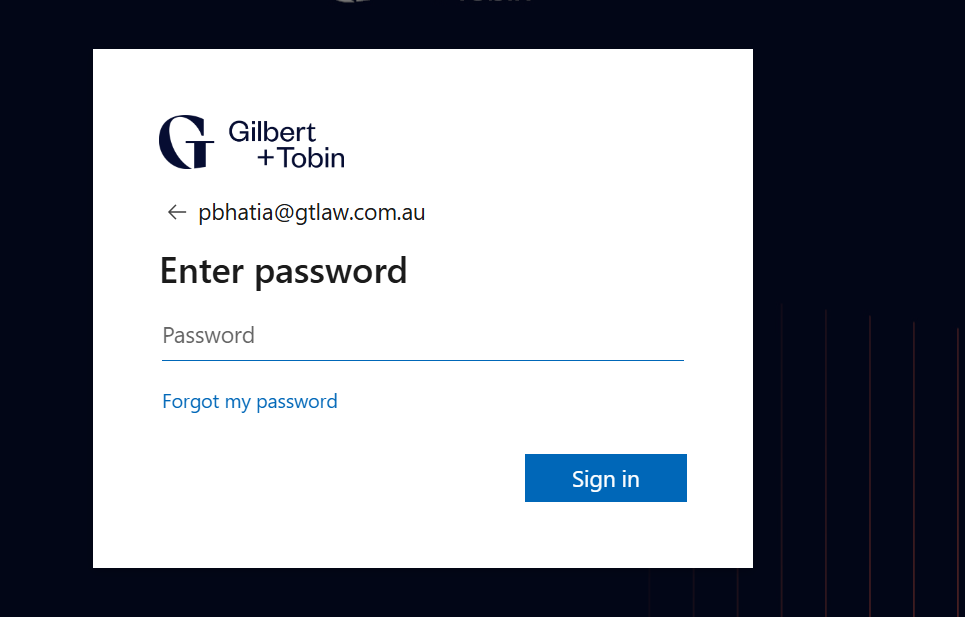 Gilbert
+Tobin
← pbhatia@gtlaw.com.au
Enter password
Password
Forgot my password
Sign in